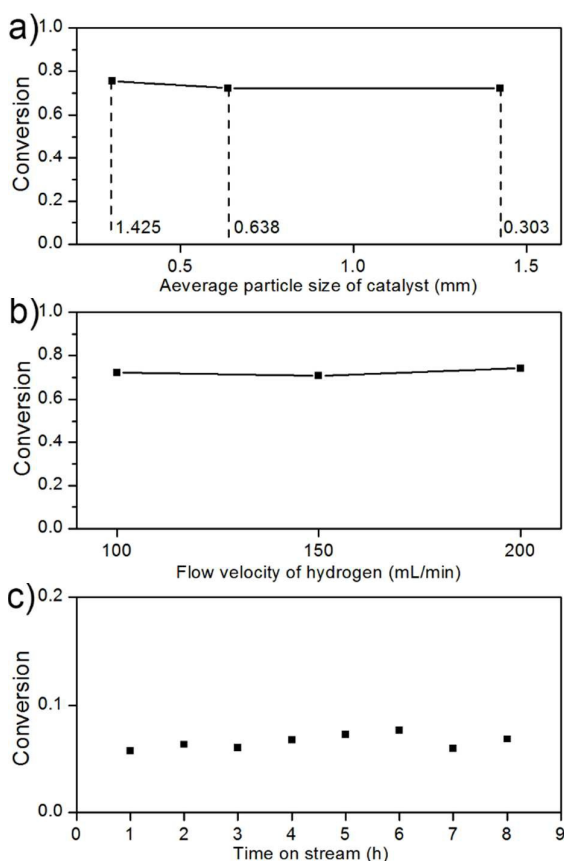 a)
1.0
0.8
0.6
0.4
0.2
0.0
Conversion
1.425 0.638 0.303
0.5 1.0 1.5
Aeverage particle size of catalyst (mm)
b)
1.0
0.8
0.6
0.4
0.2
0.0
Conversion
100 150 200
Flow velocity of hydrogen (mL/min)
c)
0.2
0.1
0.0
Conversion
0 1 2 3 4 5 6 7 8 9
Time on stream (h)